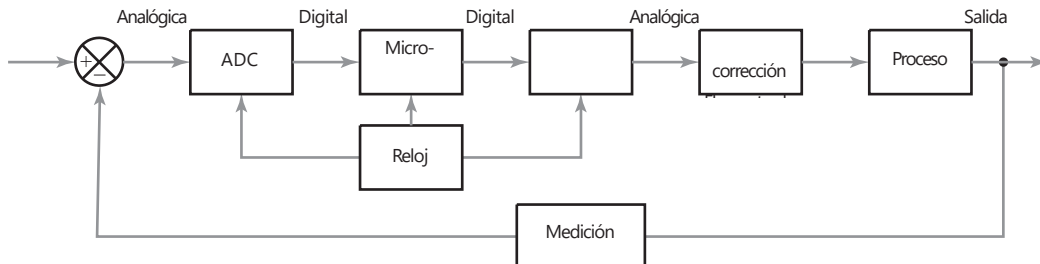 Analógica
Digital
Digital
Analógica
Salida
+
−
ADC
Micro-
corrección
Proceso
Reloj
Medición